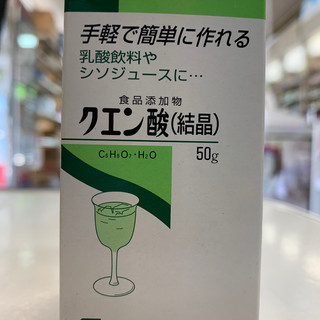 手軽で簡単に作れる
乳酸飲料や
シソジュースに…
食品添加物
クエン酸(結晶)
C₆H₈O₇・H₂O
50g